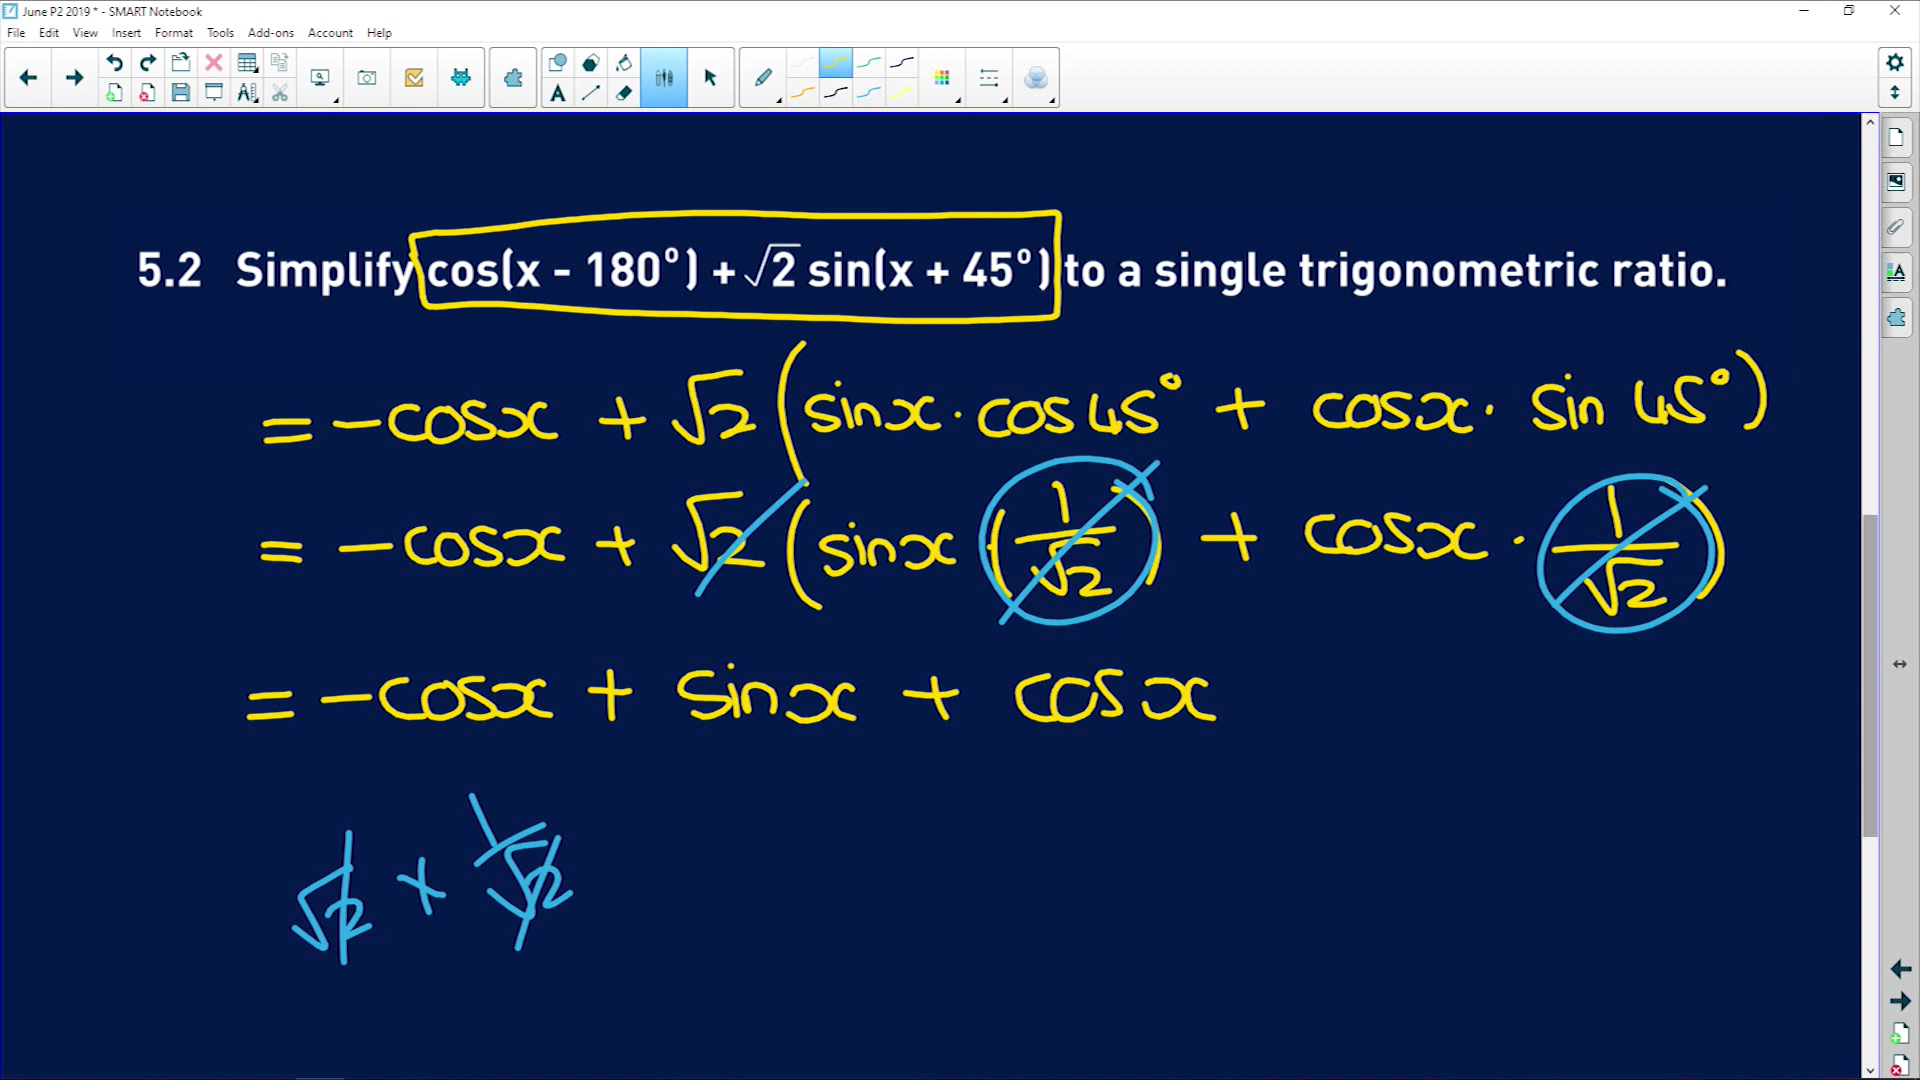 June P2 2019 * - SMART Notebook
File Edit View Insert Format Tools Add-ons Account Help
5.2 Simplify cos(x - 180°) + √2 sin(x + 45°) to a single trigonometric ratio.
= -cosx + √2 (sinx · cos45° + cosx · sin 45°)
= -cosx + √2 (sinx (1/√2) + cosx · 1/√2)
= -cosx + sinx + cosx
√2 x 1/√2